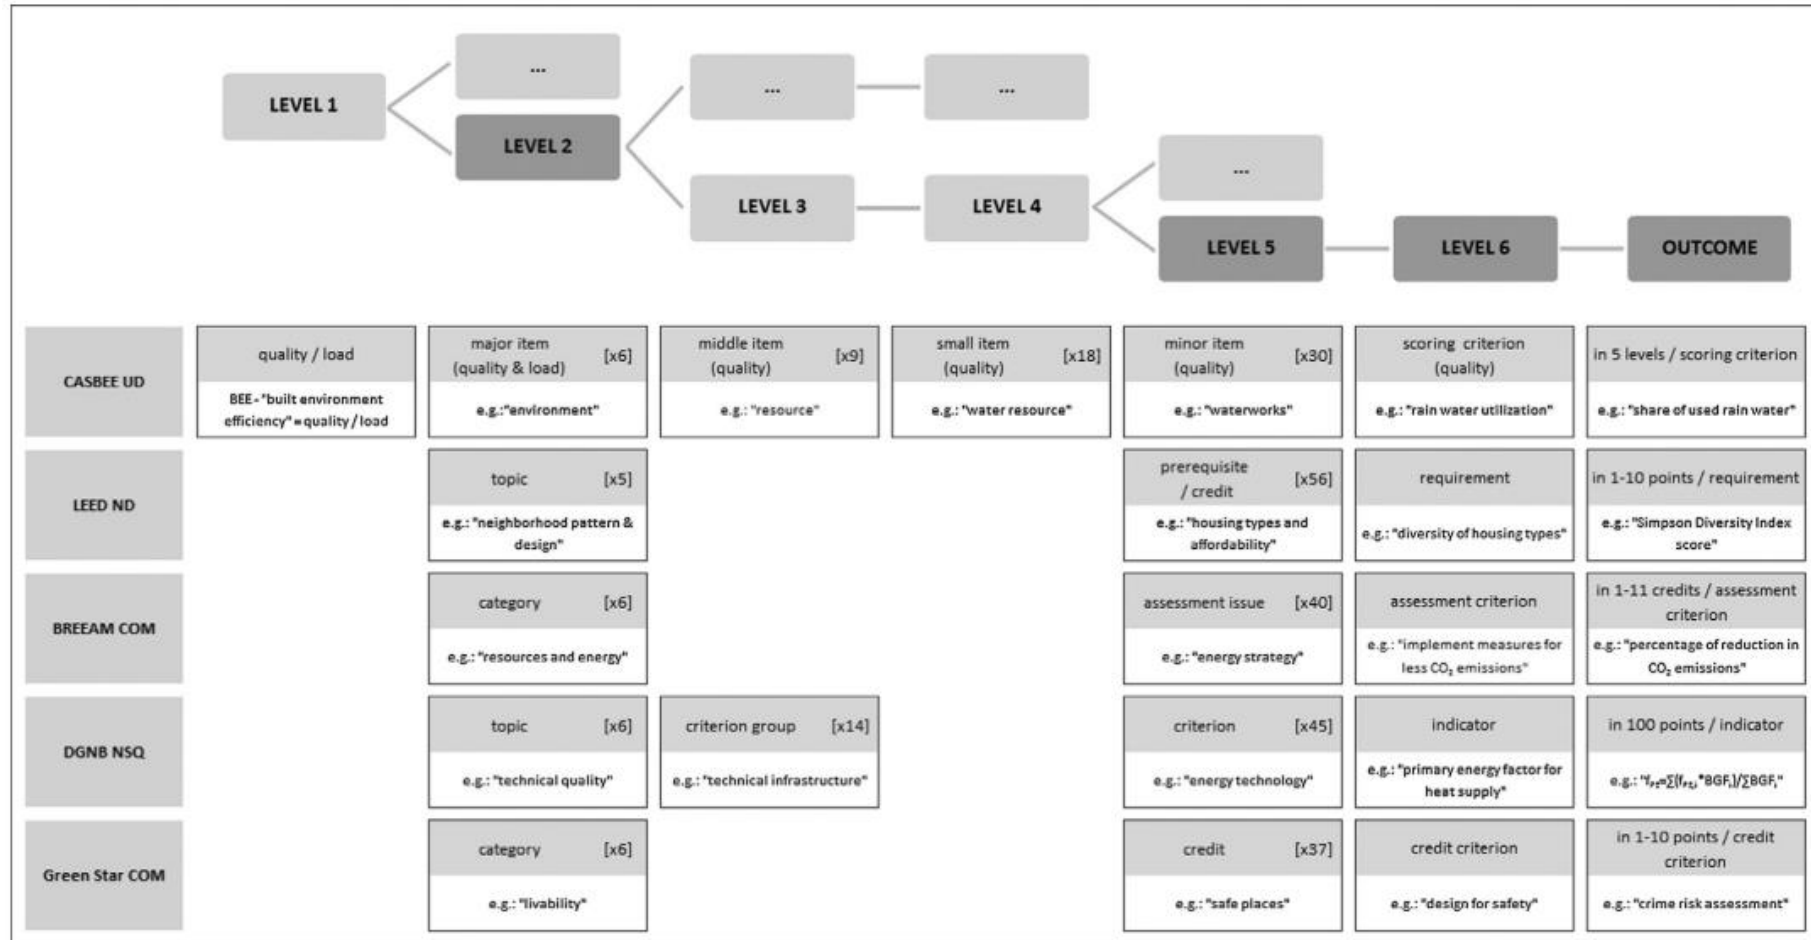 ...
LEVEL 1
...
...
LEVEL 2
...
LEVEL 3
LEVEL 4
LEVEL 5
LEVEL 6
OUTCOME
CASBEE UD
quality / load
BEE - "built environment
efficiency" = quality / load
major item
(quality & load)
[x6]
e.g.:"environment"
middle item
(quality)
[x9]
e.g.: "resource"
small item
(quality)
[x18]
e.g.: "water resource"
minor item
(quality)
[x30]
e.g.: "waterworks"
scoring criterion
(quality)
e.g.: "rain water utilization"
in 5 levels / scoring criterion
e.g.: "share of used rain water"
LEED ND
topic [x5]
e.g.: "neighborhood pattern &
design"
prerequisite
/ credit
[x56]
e.g.: "housing types and
affordability"
requirement
e.g.: "diversity of housing types"
in 1-10 points / requirement
e.g.: "Simpson Diversity Index
score"
BREEAM COM
category [x6]
e.g.: "resources and energy"
assessment issue [x40]
e.g.: "energy strategy"
assessment criterion
e.g.: "implement measures for
less CO₂ emissions"
in 1-11 credits / assessment
criterion
e.g.: "percentage of reduction in
CO₂ emissions"
DGNB NSQ
topic [x6]
e.g.: "technical quality"
criterion group [x14]
e.g.: "technical infrastructure"
criterion [x45]
e.g.: "energy technology"
indicator
e.g.: "primary energy factor for
heat supply"
in 100 points / indicator
e.g.:
Green Star COM
category [x6]
e.g.: "livability"
credit [x37]
e.g.: "safe places"
credit criterion
e.g.: "design for safety"
in 1-10 points / credit
criterion
e.g.: "crime risk assessment"